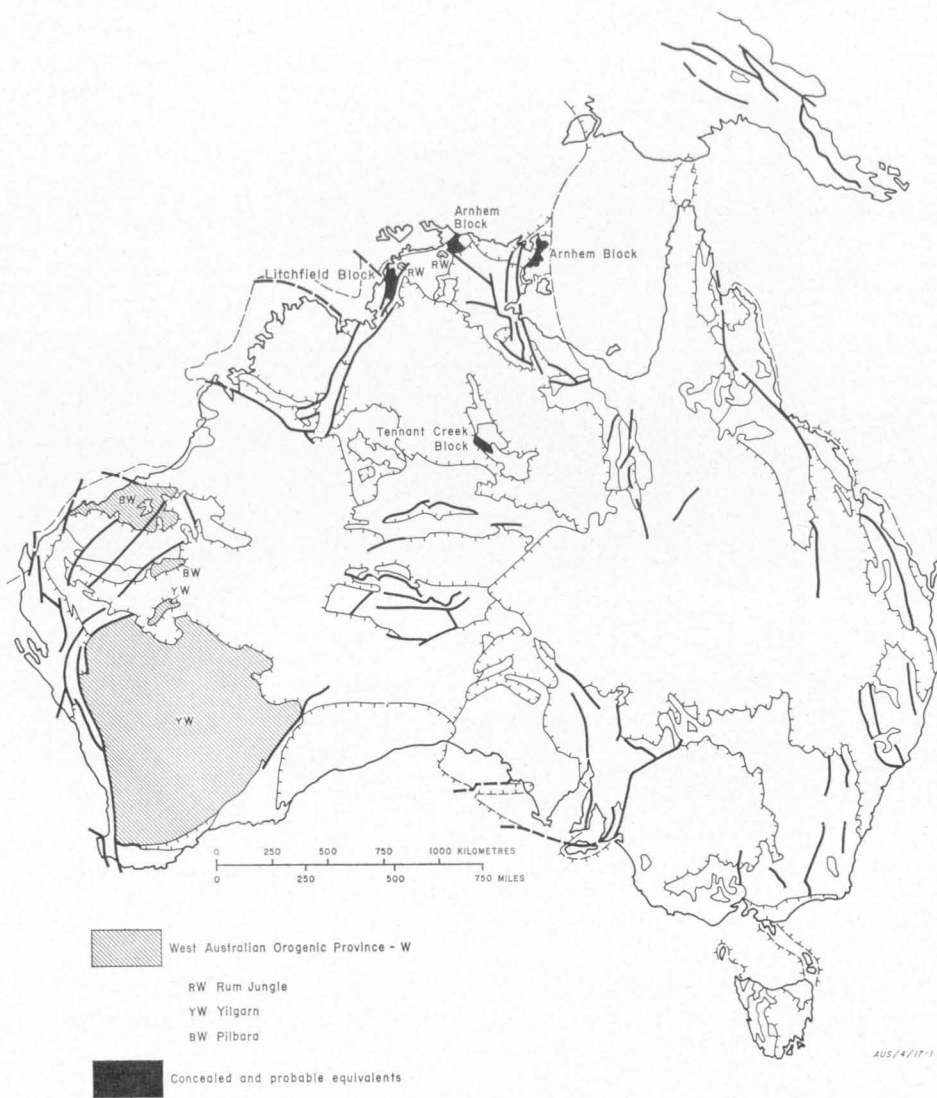 Arnhem
Block
Litchfield Block
RW
RW
Arnhem Block
Tennant Creek
Block
BW
BW
YW
YW
0 250 500 750 1000 KILOMETRES
0 250 500 750 MILES
West Australian Orogenic Province - W
RW Rum Jungle
YW Yilgarn
BW Pilbara
Concealed and probable equivalents
AUS/4/17-1